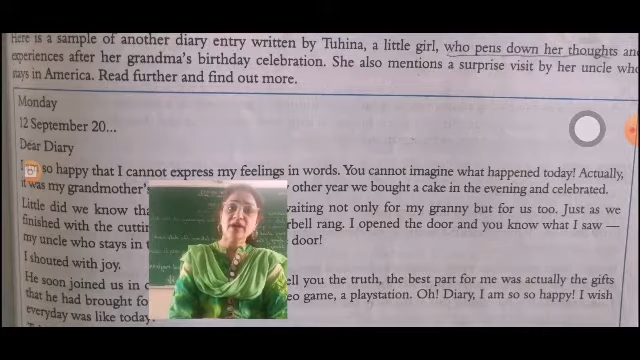 Here is a sample of another diary entry written by Tuhina, a little girl, who pens down her thoughts and
experiences after her grandma's birthday celebration. She also mentions a surprise visit by her uncle who
stays in America. Read further and find out more.
Monday
12 September 20...
Dear Diary
so happy that I cannot express my feelings in words. You cannot imagine what happened today! Actually,
it was my grandmother's other year we bought a cake in the evening and celebrated.
Little did we know waiting not only for my granny but for us too. Just as we
finished with the rang. I opened the door and you know what I saw —
my uncle who stays in door!
I shouted with joy.
He soon joined us in you the truth, the best part for me was actually the gifts
that he had brought game, a playstation. Oh! Diary, I am so so happy! I wish
everyday was like today